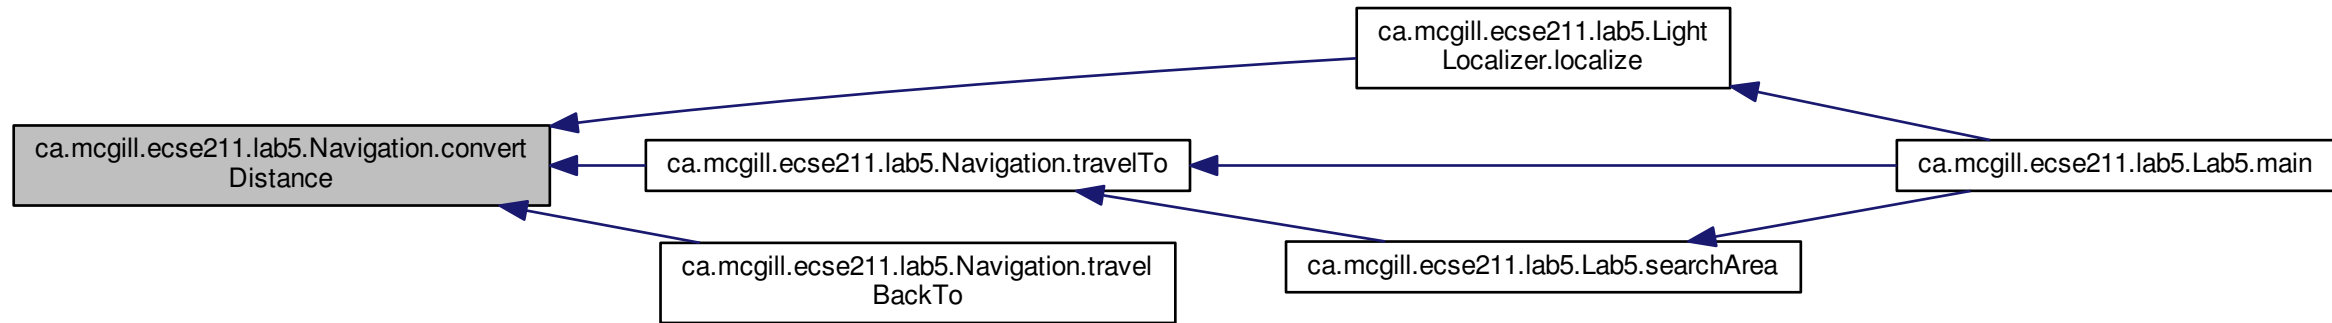 ca.mcgill.ecse211.lab5.Light
Localizer.localize
ca.mcgill.ecse211.lab5.Navigation.convert
Distance
ca.mcgill.ecse211.lab5.Navigation.travelTo
ca.mcgill.ecse211.lab5.Lab5.main
ca.mcgill.ecse211.lab5.Navigation.travel
BackTo
ca.mcgill.ecse211.lab5.Lab5.searchArea